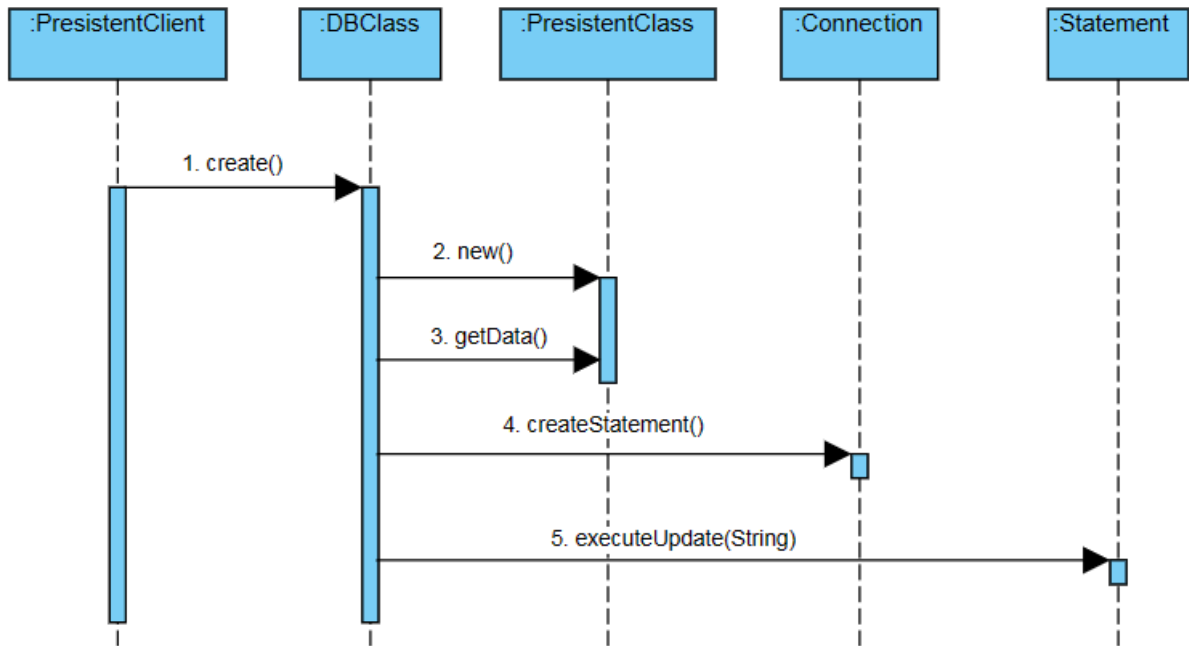 :PresistentClient
:DBClass
:PresistentClass
:Connection
:Statement
1. create()
2. new()
3. getData()
4. createStatement()
5. executeUpdate(String)